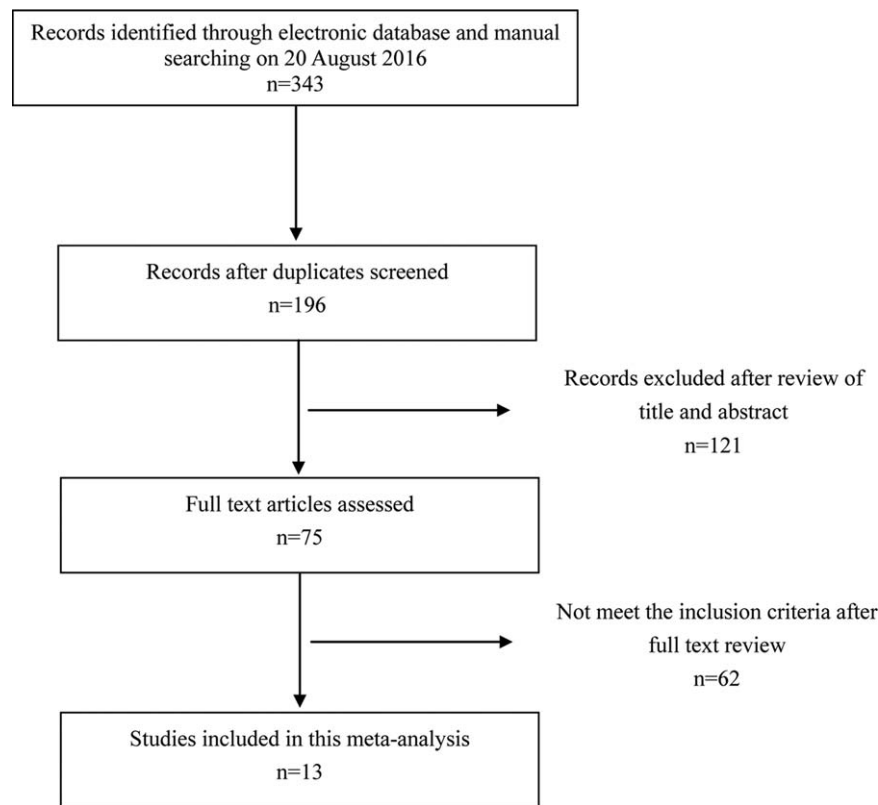 Records identified through electronic database and manual
searching on 20 August 2016
n=343
Records after duplicates screened
n=196
Records excluded after review of
title and abstract
n=121
Full text articles assessed
n=75
Not meet the inclusion criteria after
full text review
n=62
Studies included in this meta-analysis
n=13